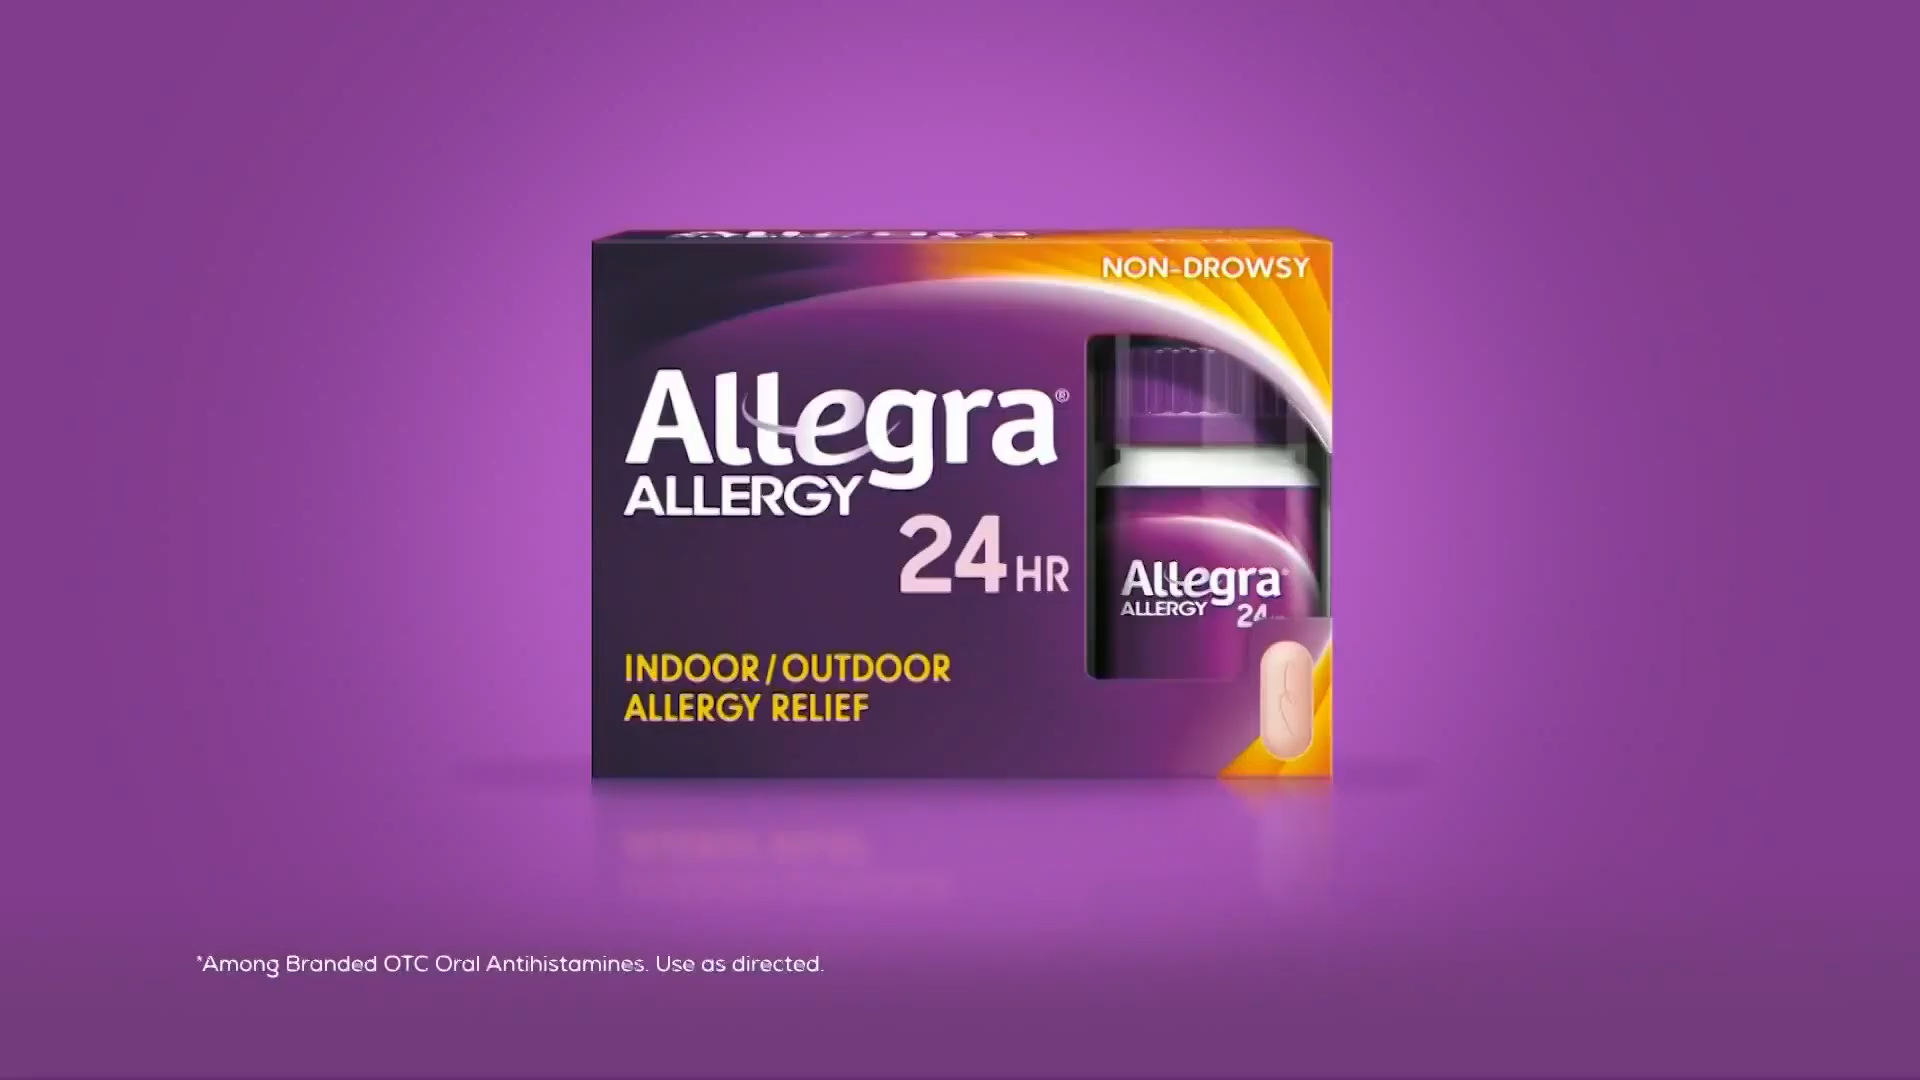 NON-DROWSY
Allegra®
ALLERGY
24 HR
INDOOR / OUTDOOR
ALLERGY RELIEF
Allegra®
ALLERGY
24
*Among Branded OTC Oral Antihistamines. Use as directed.